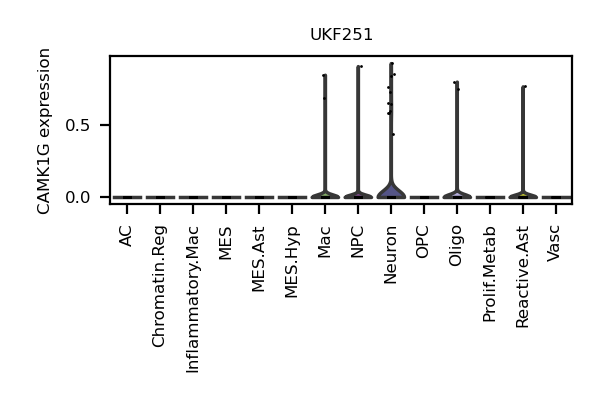 UKF251
CAMK1G expression
0.5
0.0
AC
Chromatin.Reg
Inflammatory.Mac
MES
MES.Ast
MES.Hyp
Mac
NPC
Neuron
OPC
Oligo
Prolif.Metab
Reactive.Ast
Vasc